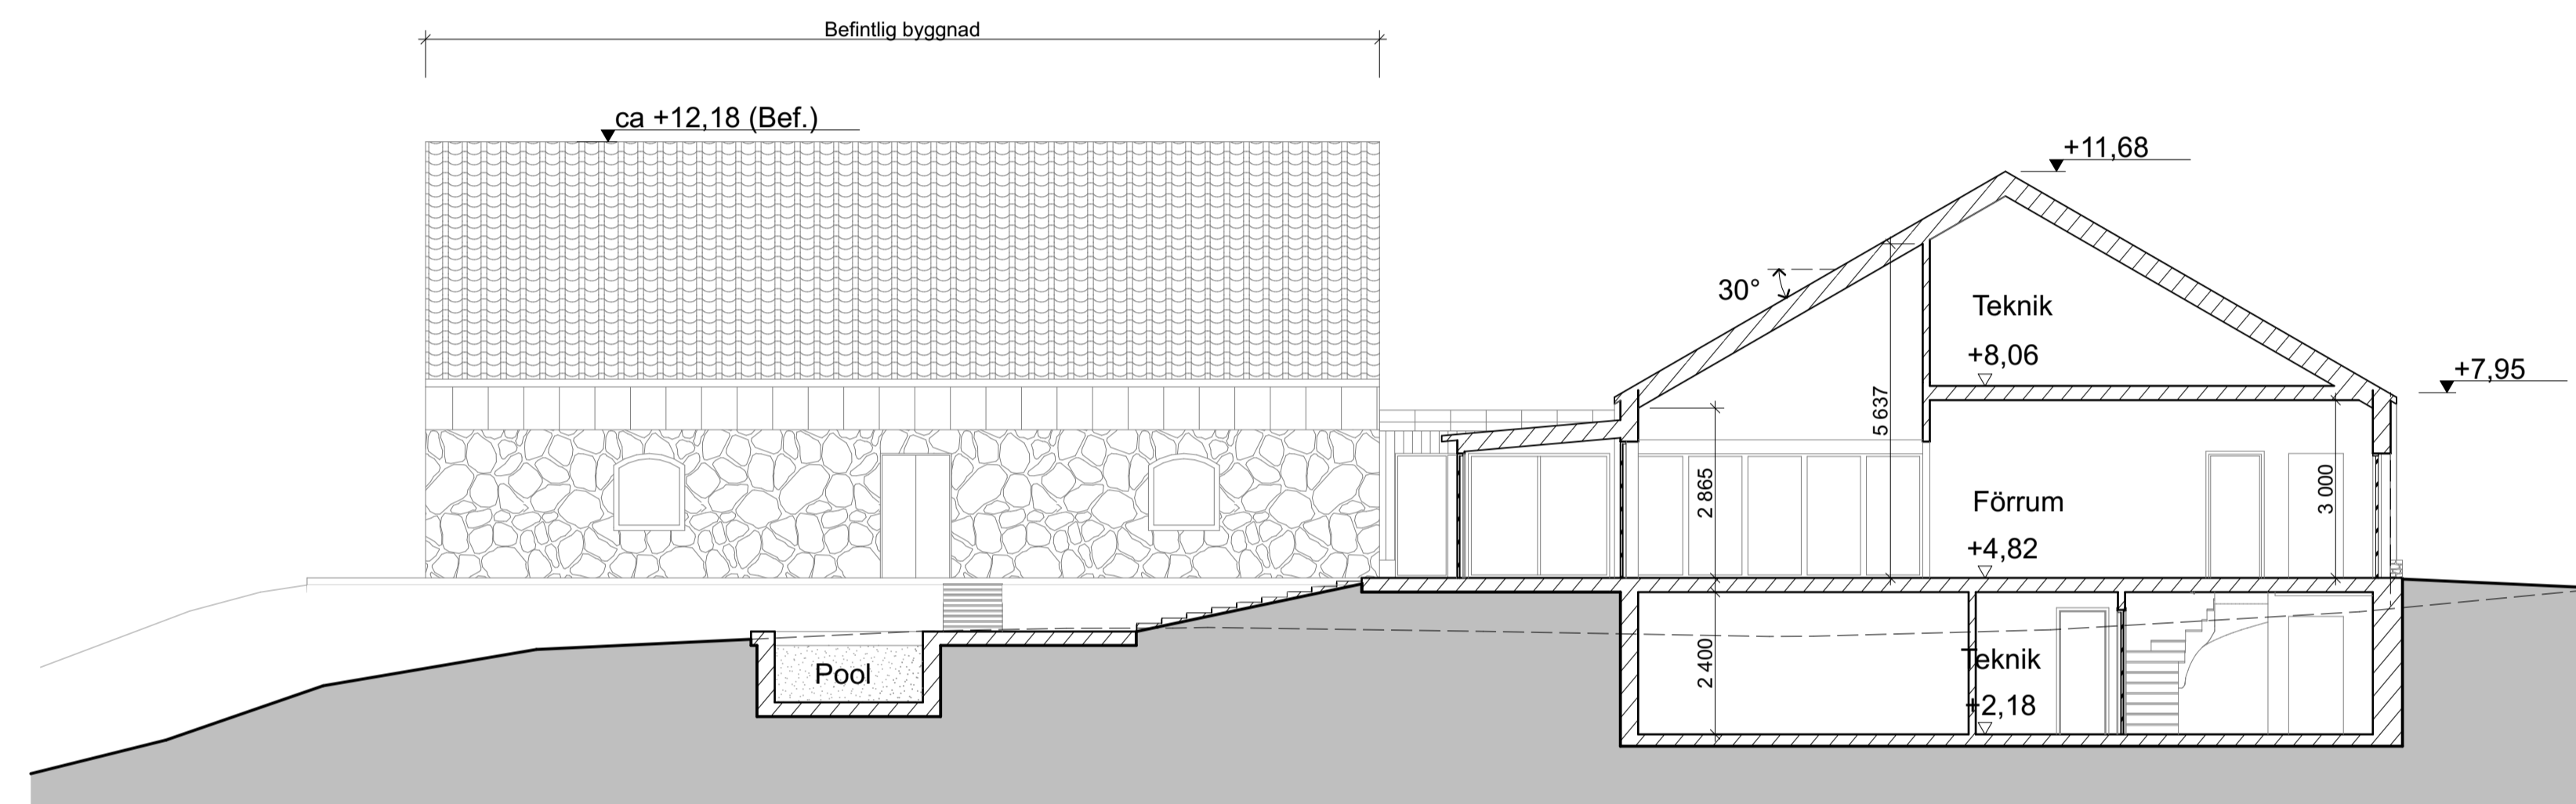 Befintlig byggnad
ca +12,18 (Bef.)
+11,68
30°
Teknik
+8,06
+7,95
5 637
2 865
Förrum
+4,82
3 000
Pool
2 400
Teknik
+2,18